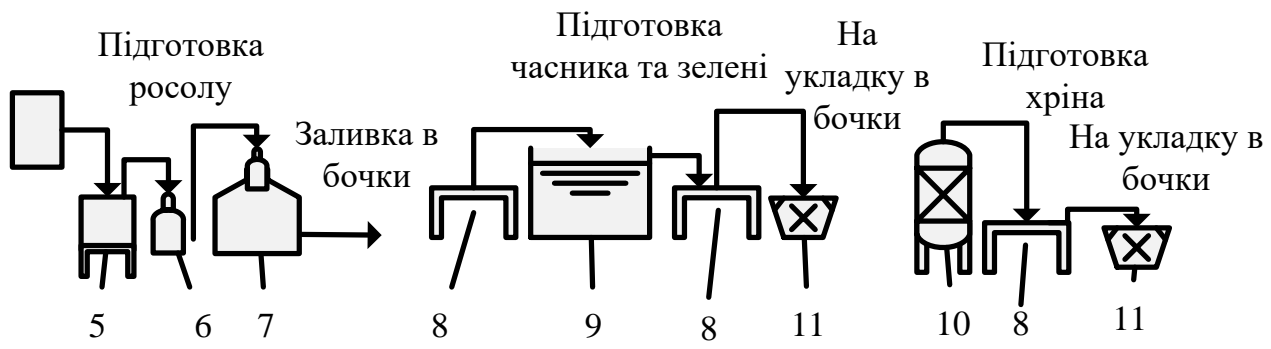 Підготовка
росолу
Заливка в
бочки
Підготовка
часника та зелені
На
укладку в
бочки
Підготовка
хріна
На укладку в
бочки
5
6
7
8
9
8
11
10
8
11